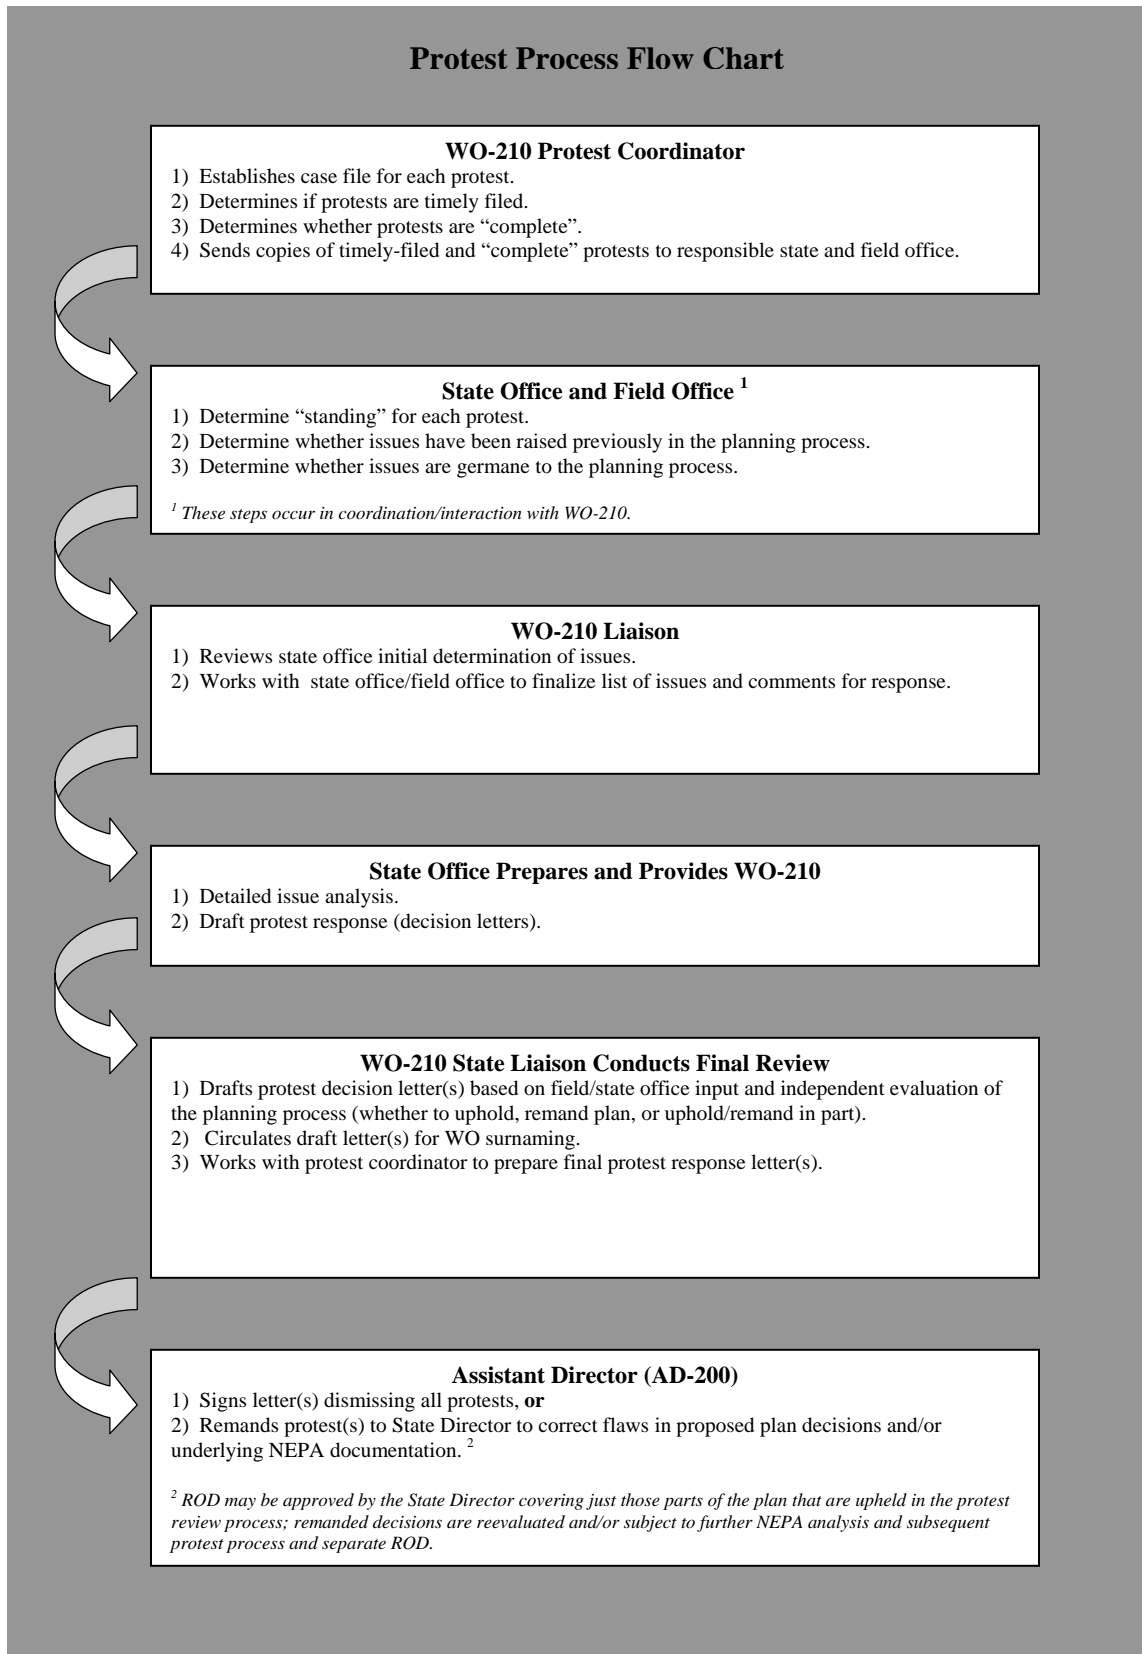 Protest Process Flow Chart
WO-210 Protest Coordinator
1) Establishes case file for each protest.
2) Determines if protests are timely filed.
3) Determines whether protests are “complete”.
4) Sends copies of timely-filed and “complete” protests to responsible state and field office.
State Office and Field Office 1
1) Determine “standing” for each protest.
2) Determine whether issues have been raised previously in the planning process.
3) Determine whether issues are germane to the planning process.
1 These steps occur in coordination/interaction with WO-210.
WO-210 Liaison
1) Reviews state office initial determination of issues.
2) Works with state office/field office to finalize list of issues and comments for response.
State Office Prepares and Provides WO-210
1) Detailed issue analysis.
2) Draft protest response (decision letters).
WO-210 State Liaison Conducts Final Review
1) Drafts protest decision letter(s) based on field/state office input and independent evaluation of
the planning process (whether to uphold, remand plan, or uphold/remand in part).
2) Circulates draft letter(s) for WO surnaming.
3) Works with protest coordinator to prepare final protest response letter(s).
Assistant Director (AD-200)
1) Signs letter(s) dismissing all protests, or
2) Remands protest(s) to State Director to correct flaws in proposed plan decisions and/or
underlying NEPA documentation. 2
2 ROD may be approved by the State Director covering just those parts of the plan that are upheld in the protest
review process; remanded decisions are reevaluated and/or subject to further NEPA analysis and subsequent
protest process and separate ROD.